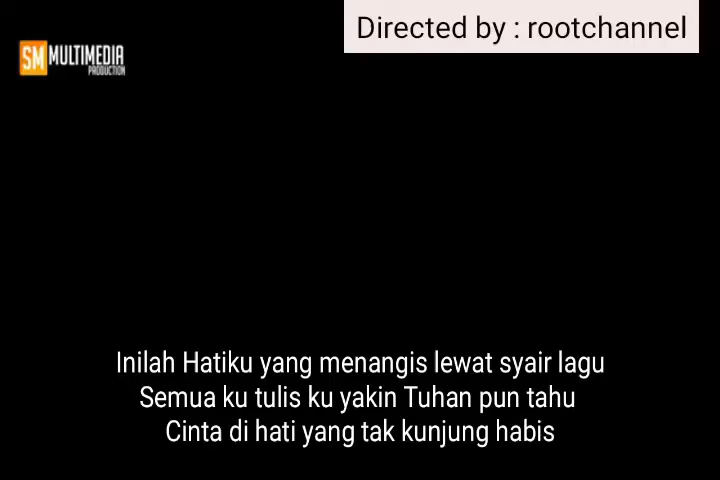 Directed by : rootchannel
SM MULTIMEDIA
PRODUCTION
Inilah Hatiku yang menangis lewat syair lagu
Semua ku tulis ku yakin Tuhan pun tahu
Cinta di hati yang tak kunjung habis